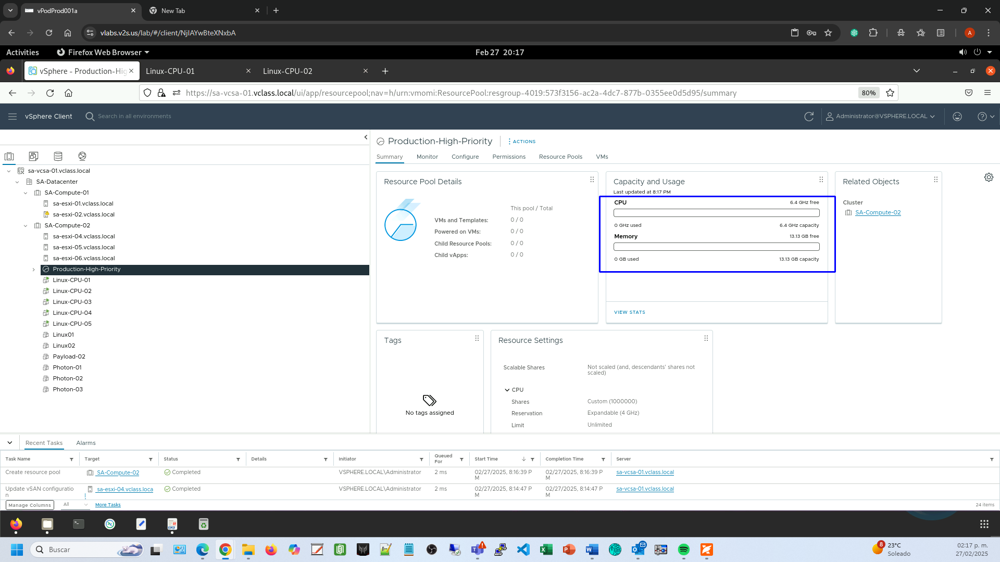 vPodProd001a
New Tab
vlabs.v2s.us/lab/#/client/NjlAYwBteXNxbA
A
Activities
Firefox Web Browser
Feb 27 20:17
vSphere - Production-Hig
Linux-CPU-01
Linux-CPU-02
https://sa-vcsa-01.vclass.local/ui/app/resourcepool;nav=h/urn:vmomi:ResourcePool:resgroup-4019:573f3156-ac2a-4dc7-877b-0355ee0d5d95/summary
80%
vSphere Client
Search in all environments
Administrator@VSPHERE.LOCAL
sa-vcsa-01.vclass.local
SA-Datacenter
SA-Compute-01
sa-esxi-01.vclass.local
sa-esxi-02.vclass.local
SA-Compute-02
sa-esxi-04.vclass.local
sa-esxi-05.vclass.local
sa-esxi-06.vclass.local
Production-High-Priority
Linux-CPU-01
Linux-CPU-02
Linux-CPU-03
Linux-CPU-04
Linux-CPU-05
Linux01
Linux02
Payload-02
Photon-01
Photon-02
Photon-03
Production-High-Priority
ACTIONS
Summary Monitor Configure Permissions Resource Pools VMs
Resource Pool Details
This pool / Total
VMs and Templates: 0 / 0
Powered on VMs: 0 / 0
Child Resource Pools: 0 / 0
Child vApps: 0 / 0
Capacity and Usage
Last updated at 8:17 PM
CPU 6.4 GHz free
0 GHz used 6.4 GHz capacity
Memory 13.13 GB free
0 GB used 13.13 GB capacity
VIEW STATS
Related Objects
Cluster
SA-Compute-02
Tags
No tags assigned
Resource Settings
Scalable Shares Not scaled (and, descendants' shares not
scaled)
CPU
Shares Custom (1000000)
Reservation Expandable (4 GHz)
Limit Unlimited
Recent Tasks Alarms
Task Name Target Status Details Initiator Queued For Start Time Completion Time Server
Create resource pool SA-Compute-02 Completed VSPHERE.LOCAL\Administrator 2 ms 02/27/2025, 8:16:39 P
M 02/27/2025, 8:16:39 P
M sa-vcsa-01.vclass.local
Update vSAN configuratio
n sa-esxi-04.vclass.loca
l Completed VSPHERE.LOCAL\Administrator 2 ms 02/27/2025, 8:14:47 P
M 02/27/2025, 8:14:47 P
M sa-vcsa-01.vclass.local
Manage Columns All More Tasks 24 items
Buscar
8
23°C
Soleado
02:17 p. m.
27/02/2025